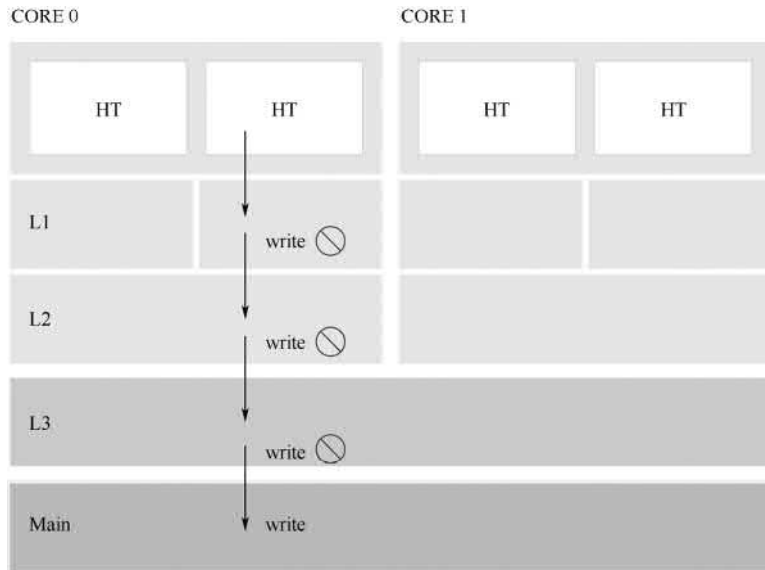 CORE 0 CORE 1
HT HT HT HT
L1
write
L2
write
L3
write
Main write